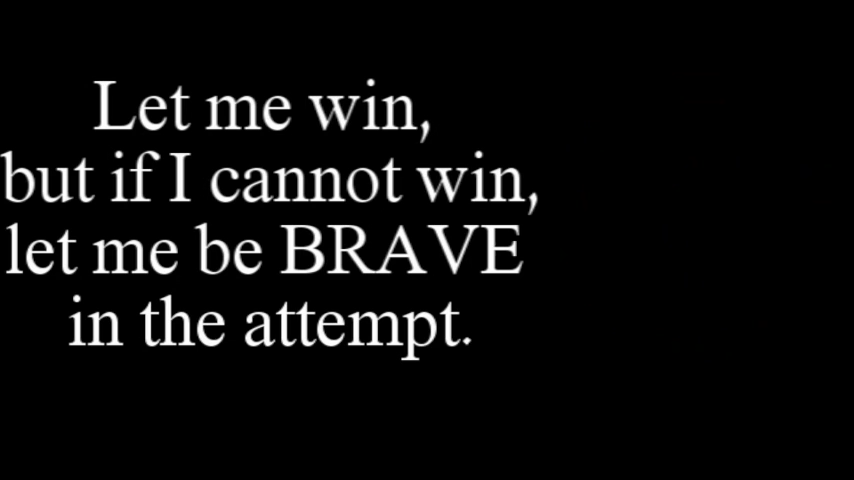 Let me win,
but if I cannot win,
let me be BRAVE
in the attempt.